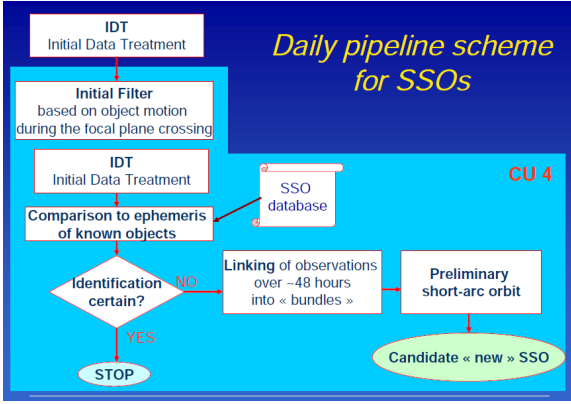 IDT
Initial Data Treatment
Daily pipeline scheme
for SSOs
Initial Filter
based on object motion
during the focal plane crossing
IDT
Initial Data Treatment
CU 4
SSO
database
Comparison to ephemeris
of known objects
Identification
certain?
NO
Linking of observations
over ~48 hours
into « bundles »
Preliminary
short-arc orbit
YES
STOP
Candidate « new » SSO